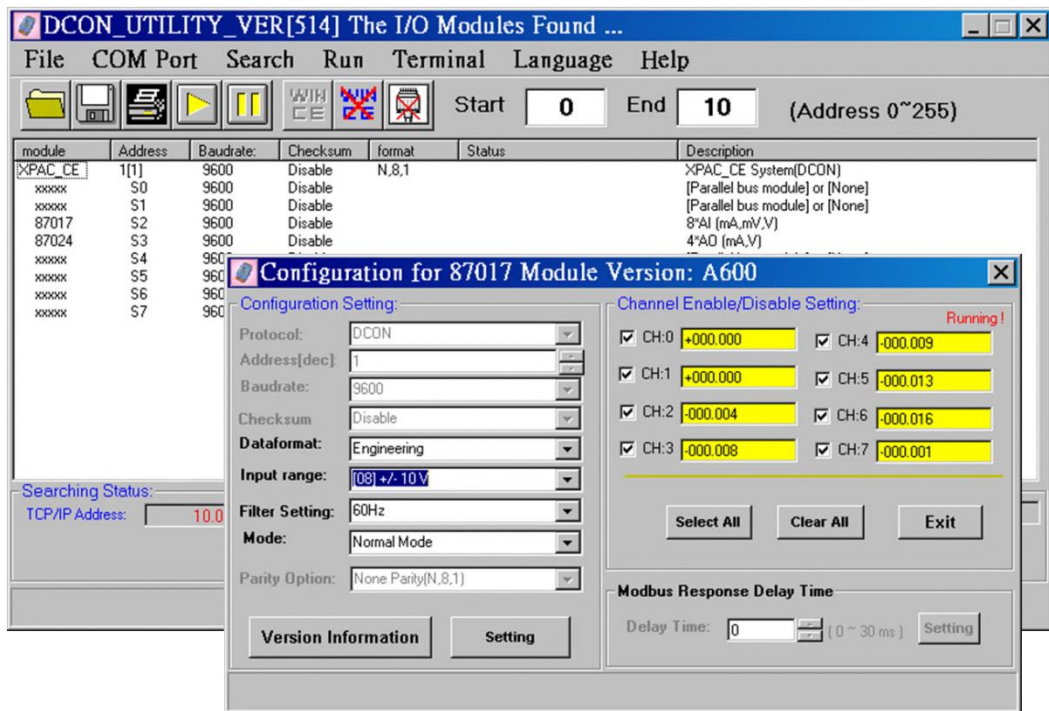 DCON_UTILITY_VER[514] The I/O Modules Found ...
File COM Port Search Run Terminal Language Help
WIN CE Start 0 End 10 (Address 0~255)
module Address Baudrate: Checksum format Status Description
XPAC_CE 1[1] 9600 Disable N,8,1 XPAC_CE System(DCON)
xxxxx S0 9600 Disable [Parallel bus module] or [None]
xxxxx S1 9600 Disable [Parallel bus module] or [None]
87017 S2 9600 Disable 8*AI (mA,mV,V)
87024 S3 9600 Disable 4*AO (mA,V)
xxxxx S4
xxxxx S5
xxxxx S6
xxxxx S7
Searching Status:
TCP/IP Address: 10.0
Configuration for 87017 Module Version: A600
Configuration Setting:
Protocol: DCON
Address[dec]: 1
Baudrate: 9600
Checksum Disable
Dataformat: Engineering
Input range: [08] +/- 10 V
Filter Setting: 60Hz
Mode: Normal Mode
Parity Option: None Parity(N,8,1)
Version Information Setting
Channel Enable/Disable Setting:
Running !
CH:0 +000.000 CH:4 -000.009
CH:1 +000.000 CH:5 -000.013
CH:2 -000.004 CH:6 -000.016
CH:3 -000.008 CH:7 -000.001
Select All Clear All Exit
Modbus Response Delay Time
Delay Time: 0 ( 0 ~ 30 ms ) Setting